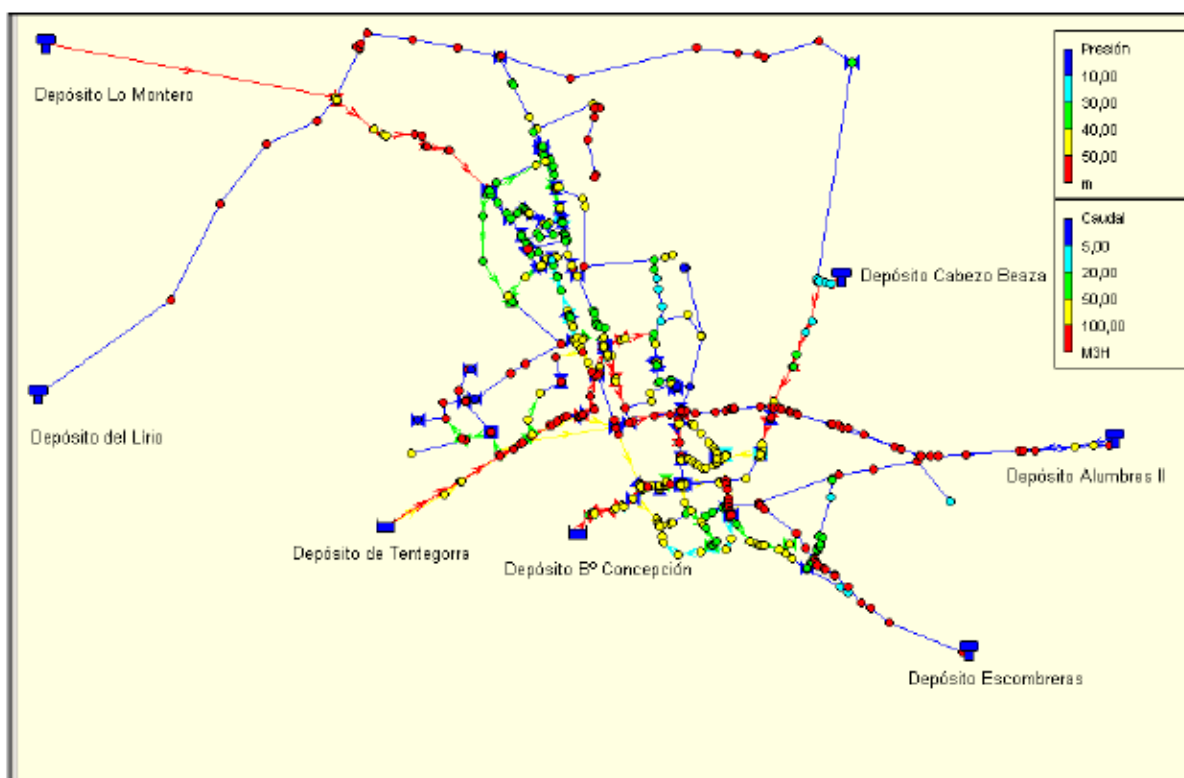 Depósito Lo Montero
Presión
10,00
30,00
40,00
50,00
m
Caudal
5,00
20,00
50,00
100,00
M3H
Depósito Cabezo Beaza
Depósito del Lirio
Depósito Alumbres II
Depósito de Tentegorra
Depósito Bº Concepción
Depósito Escombreras